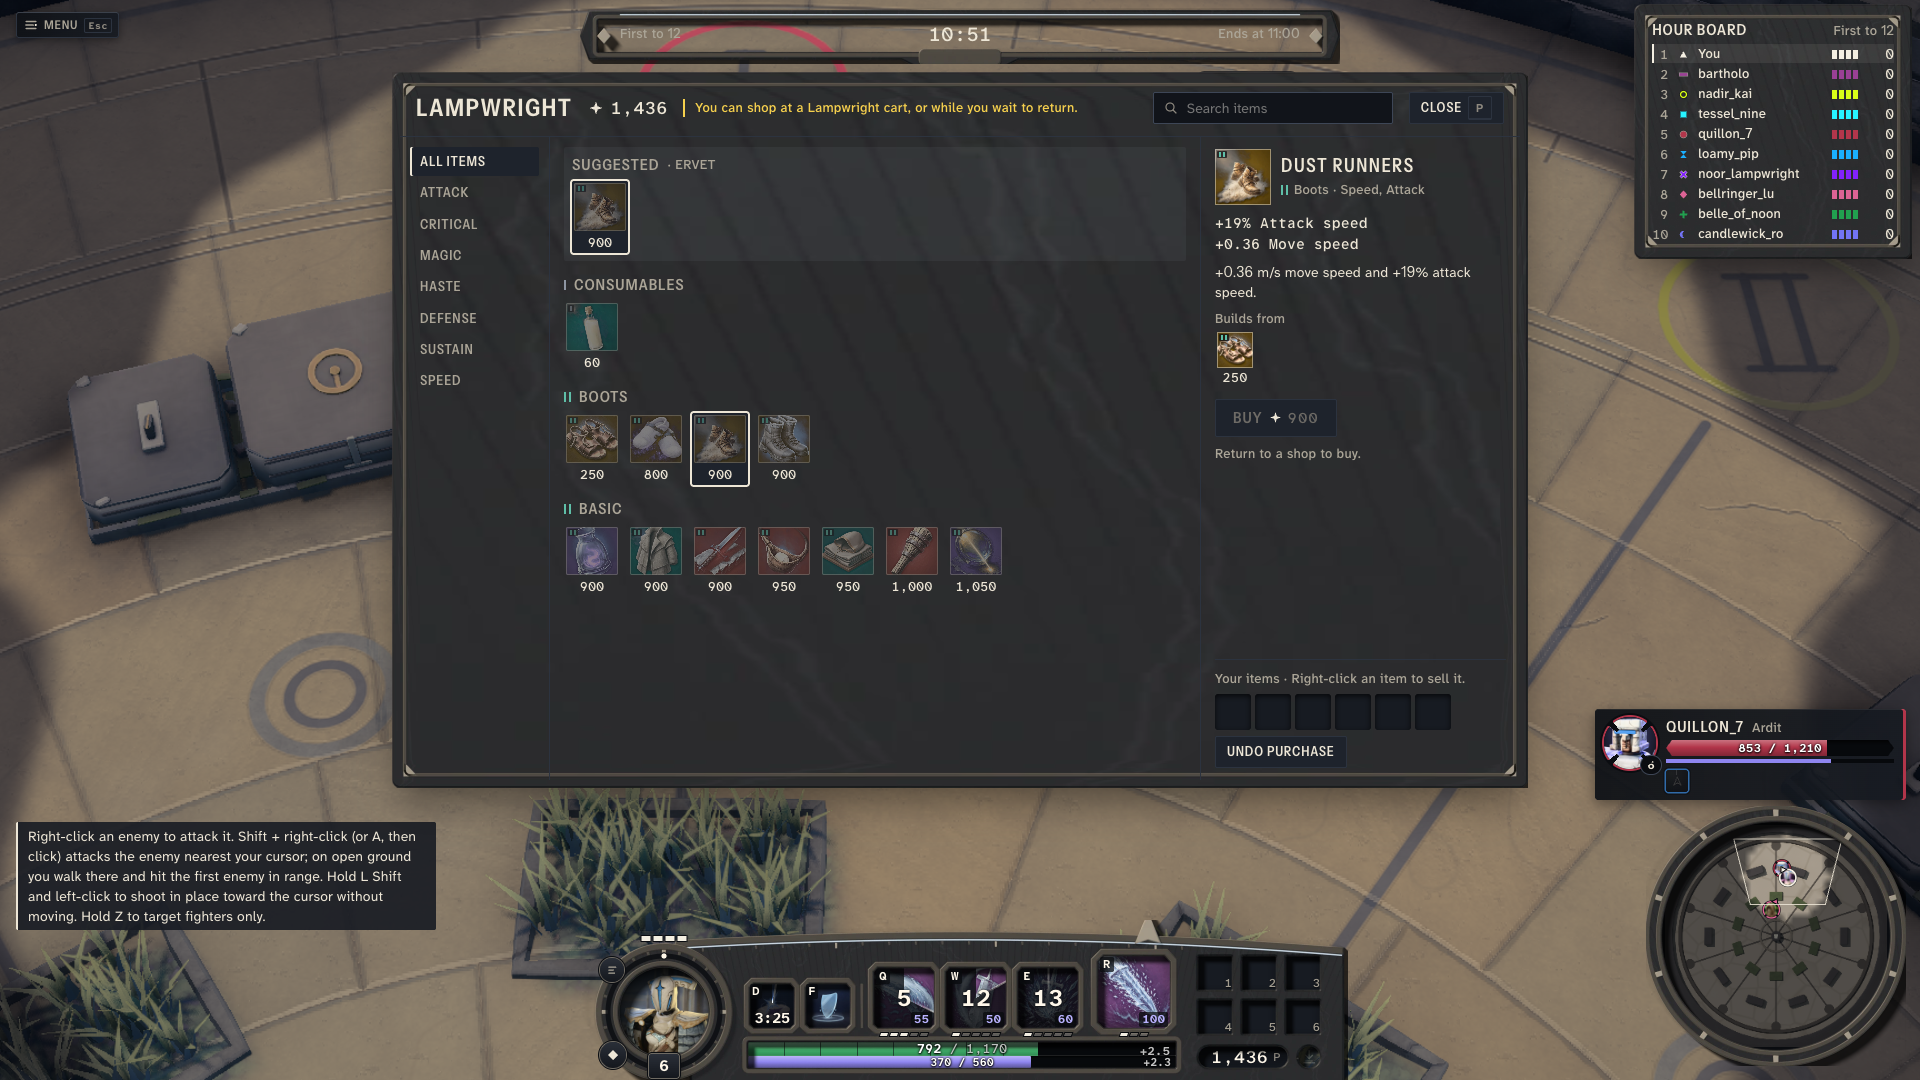 MENU Esc
First to 12
10:51
Ends at 11:00
HOUR BOARD First to 12
1 You 0
2 bartholo 0
3 nadir_kai 0
4 tessel_nine 0
5 quillon_7 0
6 loamy_pip 0
7 noor_lampwright 0
8 bellringer_lu 0
9 belle_of_noon 0
10 candlewick_ro 0
LAMPWRIGHT 1,436 You can shop at a Lampwright cart, or while you wait to return.
Search items
CLOSE P
ALL ITEMS
ATTACK
CRITICAL
MAGIC
HASTE
DEFENSE
SUSTAIN
SPEED
SUGGESTED · ERVET
900
CONSUMABLES
60
BOOTS
250 800 900 900
BASIC
900 900 900 950 950 1,000 1,050
DUST RUNNERS
Boots · Speed, Attack
+19% Attack speed
+0.36 Move speed
+0.36 m/s move speed and +19% attack
speed.
Builds from
250
BUY 900
Return to a shop to buy.
Your items · Right-click an item to sell it.
UNDO PURCHASE
QUILLON_7 Ardit
853 / 1,210
Right-click an enemy to attack it. Shift + right-click (or A, then
click) attacks the enemy nearest your cursor; on open ground
you walk there and hit the first enemy in range. Hold L Shift
and left-click to shoot in place toward the cursor without
moving. Hold Z to target fighters only.
6
D 3:25
F
Q 5 55
W 12 50
E 13 60
R 100
792 / 1,170 +2.5
370 / 560 +2.3
1 2 3
4 5 6
1,436 P